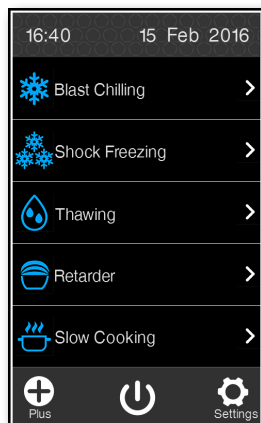 16:40 15 Feb 2016
Blast Chilling
Shock Freezing
Thawing
Retarder
Slow Cooking
Plus Settings